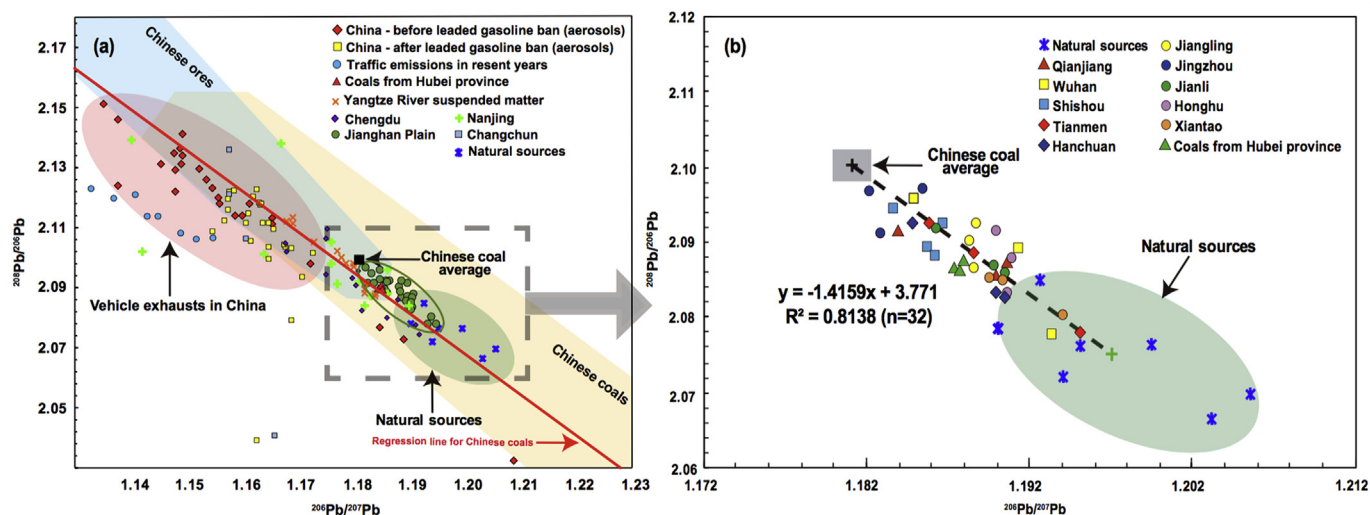 (a)
China - before leaded gasoline ban (aerosols)
China - after leaded gasoline ban (aerosols)
Traffic emissions in resent years
Coals from Hubei province
Yangtze River suspended matter
Chengdu
Nanjing
Jianghan Plain
Changchun
Natural sources
Chinese ores
Chinese coal
average
Vehicle exhausts in China
Chinese coals
Natural sources
Regression line for Chinese coals
2.17
2.15
2.13
2.11
2.09
2.07
2.05
²⁰⁸Pb/²⁰⁶Pb
1.14 1.15 1.16 1.17 1.18 1.19 1.20 1.21 1.22 1.23
²⁰⁶Pb/²⁰⁷Pb
(b)
Natural sources
Jiangling
Qianjiang
Jingzhou
Wuhan
Jianli
Shishou
Honghu
Tianmen
Xiantao
Hanchuan
Coals from Hubei province
Chinese coal
average
Natural sources
y = -1.4159x + 3.771
R² = 0.8138 (n=32)
2.12
2.11
2.10
2.09
2.08
2.07
2.06
²⁰⁸Pb/²⁰⁶Pb
1.172 1.182 1.192 1.202 1.212
²⁰⁶Pb/²⁰⁷Pb